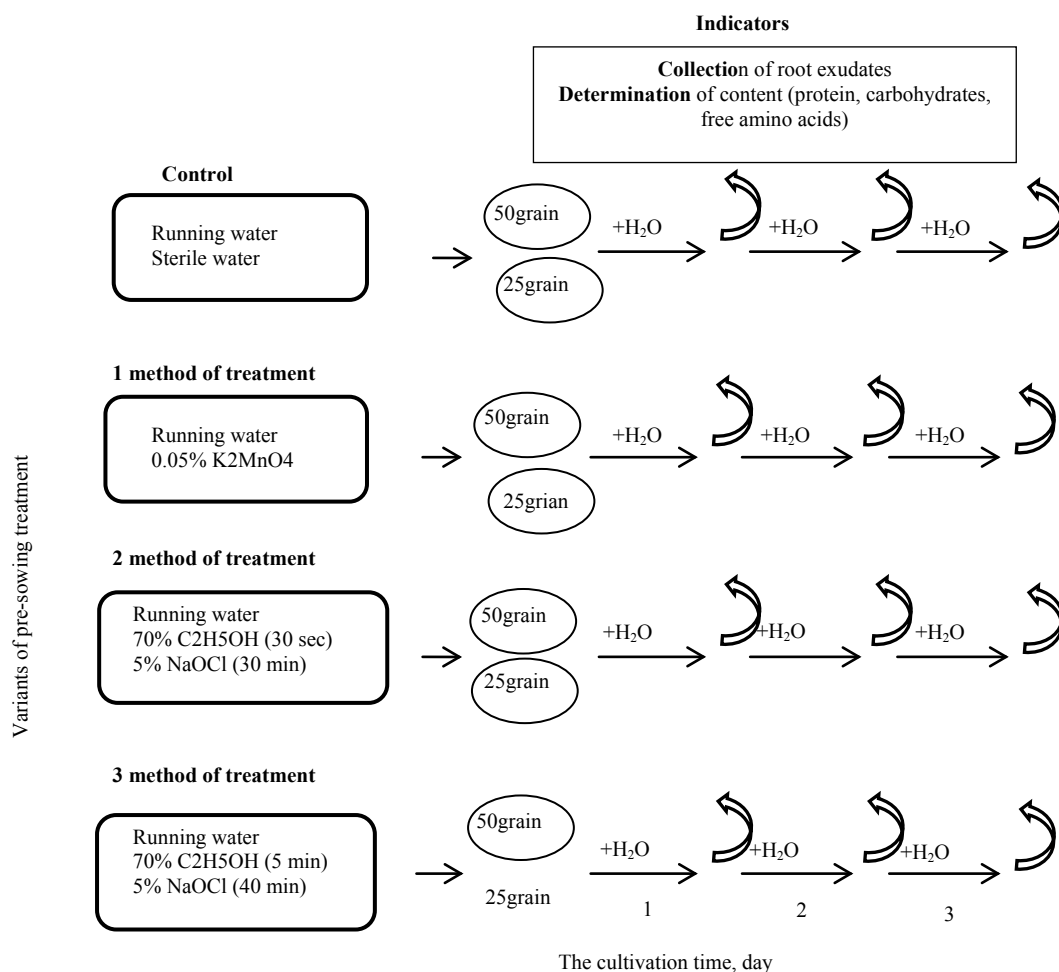 Indicators
Collection of root exudates
Determination of content (protein, carbohydrates,
free amino acids)
Control
Running water
Sterile water
50grain
25grain
+H₂O
+H₂O
+H₂O
1 method of treatment
Running water
0.05% K2MnO4
50grain
25grian
+H₂O
+H₂O
+H₂O
2 method of treatment
Running water
70% C2H5OH (30 sec)
5% NaOCl (30 min)
50grain
25grain
+H₂O
+H₂O
+H₂O
3 method of treatment
Running water
70% C2H5OH (5 min)
5% NaOCl (40 min)
50grain
25grain
+H₂O
+H₂O
+H₂O
1
2
3
The cultivation time, day
Variants of pre-sowing treatment